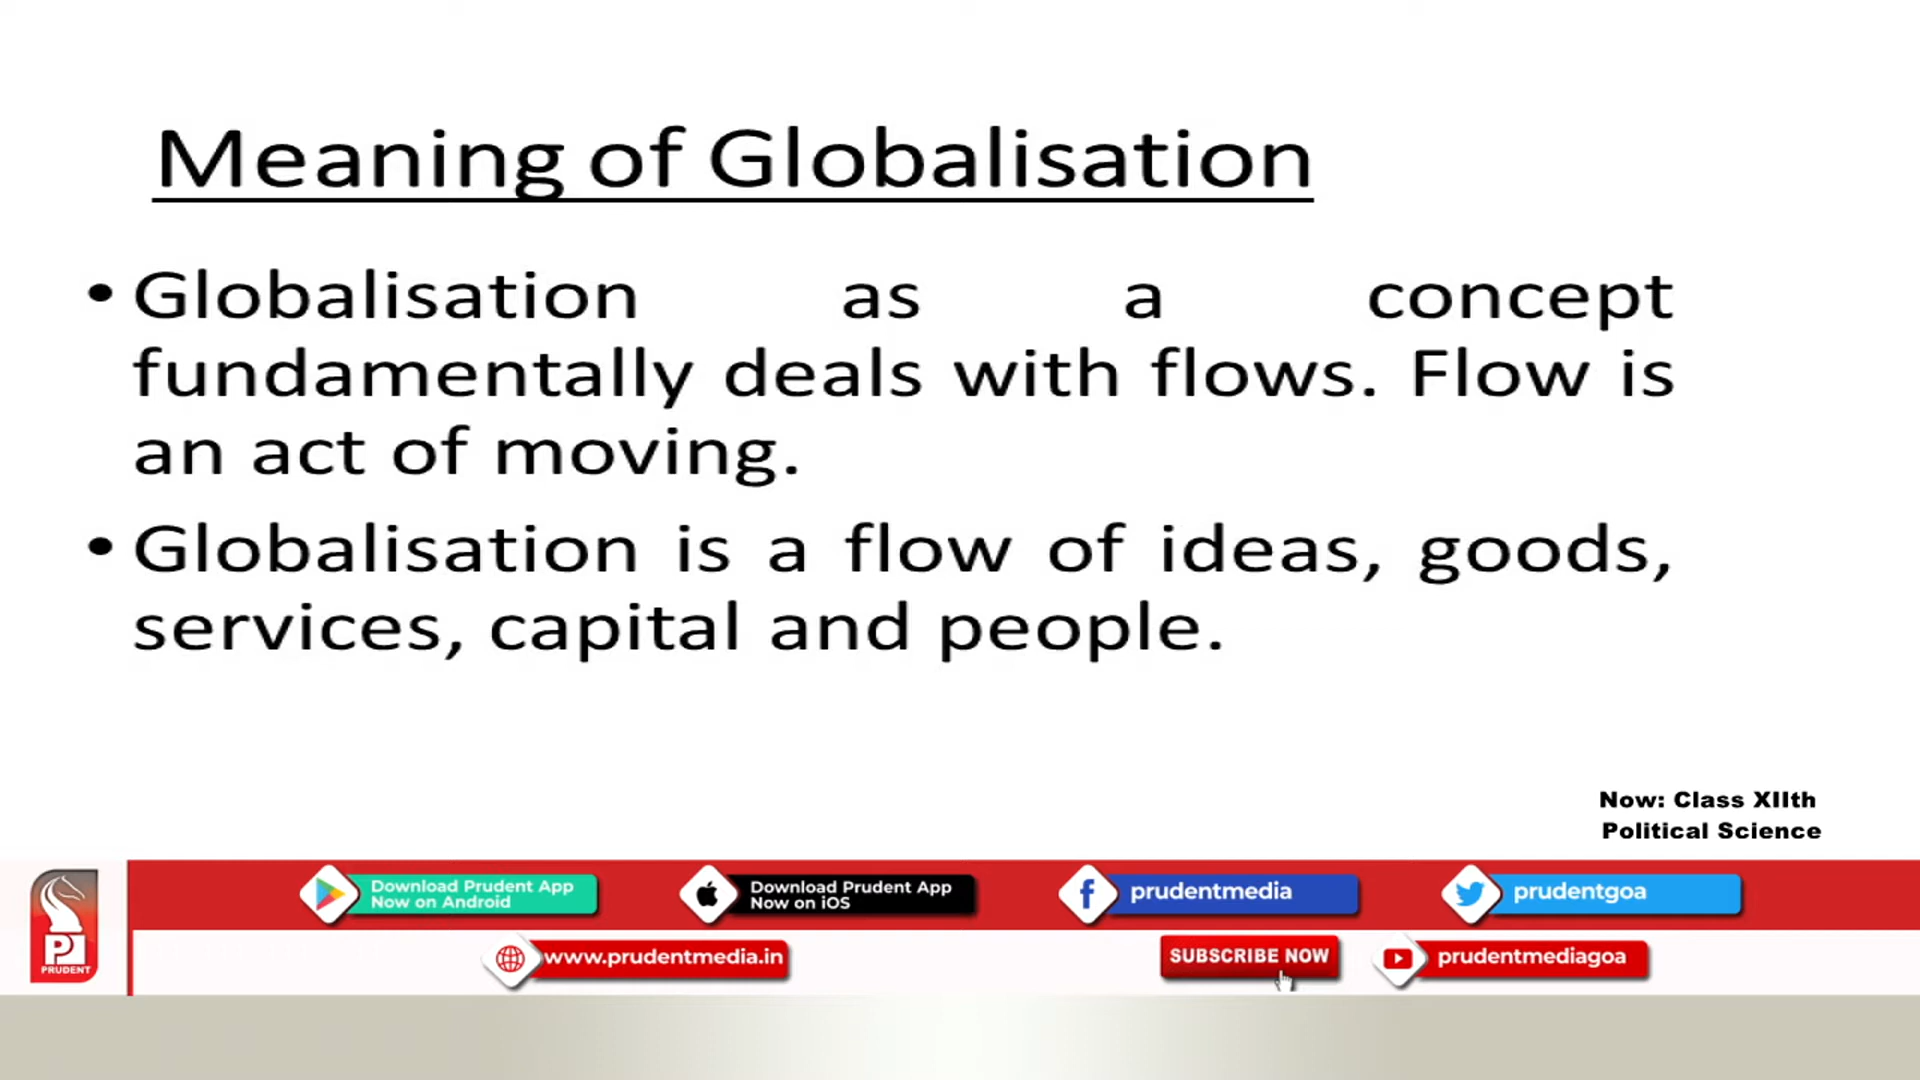 Meaning of Globalisation
• Globalisation as a concept
fundamentally deals with flows. Flow is
an act of moving.
• Globalisation is a flow of ideas, goods,
services, capital and people.
Now: Class XIIth
Political Science
PRUDENT
Download Prudent App
Now on Android
Download Prudent App
Now on iOS
prudentmedia
prudentgoa
www.prudentmedia.in
SUBSCRIBE NOW
prudentmediagoa